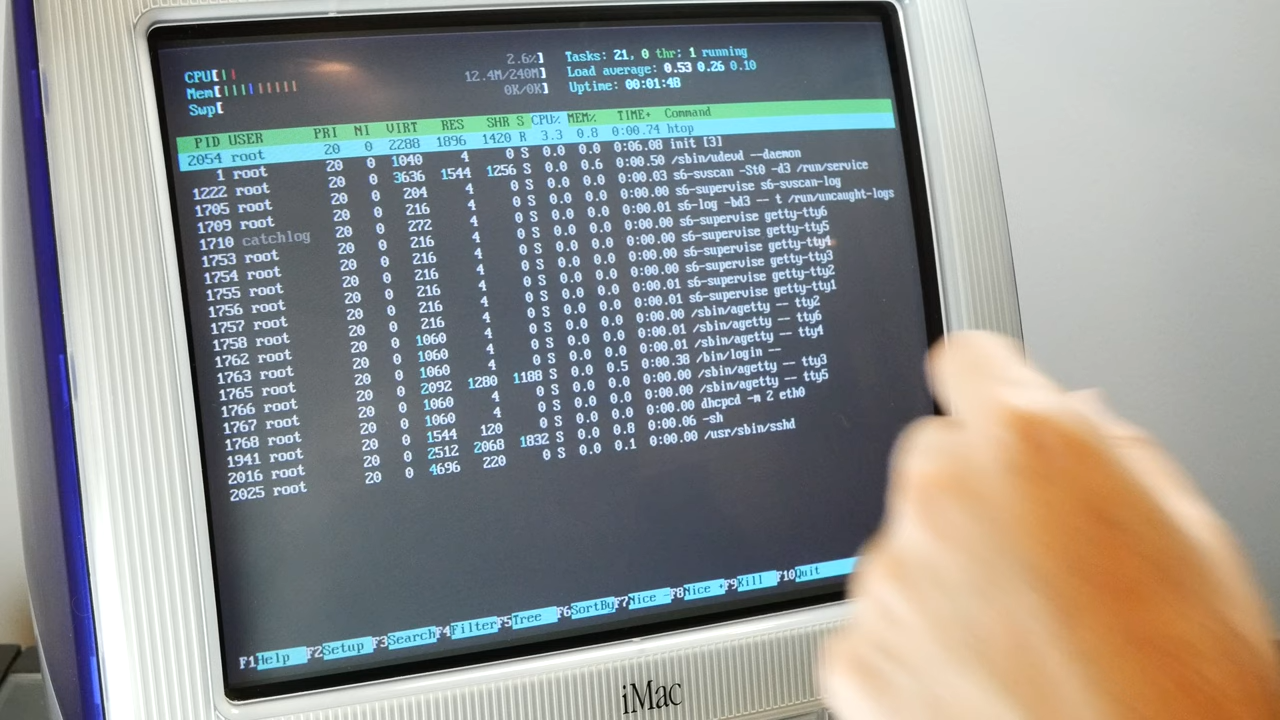 CPU[|| 2.6%] Tasks: 21, 0 thr: 1 running
Mem[|||||||||| 12.4M/240M] Load average: 0.53 0.26 0.10
Swp[ 0K/0K] Uptime: 00:01:48
PID USER PRI NI VIRT RES SHR S CPU% MEM% TIME+ Command
2054 root 20 0 2288 1896 1420 R 3.3 0.8 0:00.74 htop
1 root 20 0 1040 4 0 S 0.0 0.0 0:06.08 init [3]
1222 root 20 0 3636 1544 1256 S 0.0 0.6 0:00.50 /sbin/udevd --daemon
1705 root 20 0 204 4 0 S 0.0 0.0 0:00.03 s6-svscan -St0 -d3 /run/service
1709 root 20 0 216 4 0 S 0.0 0.0 0:00.00 s6-supervise s6-svscan-log
1710 catchlog 20 0 272 4 0 S 0.0 0.0 0:00.01 s6-log -bd3 -- t /run/uncaught-logs
1753 root 20 0 216 4 0 S 0.0 0.0 0:00.00 s6-supervise getty-tty6
1754 root 20 0 216 4 0 S 0.0 0.0 0:00.00 s6-supervise getty-tty5
1755 root 20 0 216 4 0 S 0.0 0.0 0:00.00 s6-supervise getty-tty4
1756 root 20 0 216 4 0 S 0.0 0.0 0:00.00 s6-supervise getty-tty3
1757 root 20 0 216 4 0 S 0.0 0.0 0:00.01 s6-supervise getty-tty2
1758 root 20 0 216 4 0 S 0.0 0.0 0:00.01 s6-supervise getty-tty1
1762 root 20 0 1060 4 0 S 0.0 0.0 0:00.00 /sbin/agetty -- tty2
1763 root 20 0 1060 4 0 S 0.0 0.0 0:00.01 /sbin/agetty -- tty6
1765 root 20 0 1060 4 0 S 0.0 0.0 0:00.01 /sbin/agetty -- tty4
1766 root 20 0 2092 1280 1188 S 0.0 0.5 0:00.38 /bin/login --
1767 root 20 0 1060 4 0 S 0.0 0.0 0:00.00 /sbin/agetty -- tty3
1768 root 20 0 1060 4 0 S 0.0 0.0 0:00.00 /sbin/agetty -- tty5
1941 root 20 0 1544 120 0 S 0.0 0.0 0:00.00 dhcpcd -m 2 eth0
2016 root 20 0 2512 2068 1832 S 0.0 0.8 0:00.06 -sh
2025 root 20 0 4696 220 0 S 0.0 0.1 0:00.00 /usr/sbin/sshd
F1Help F2Setup F3Search F4Filter F5Tree F6SortBy F7Nice - F8Nice + F9Kill F10Quit
iMac